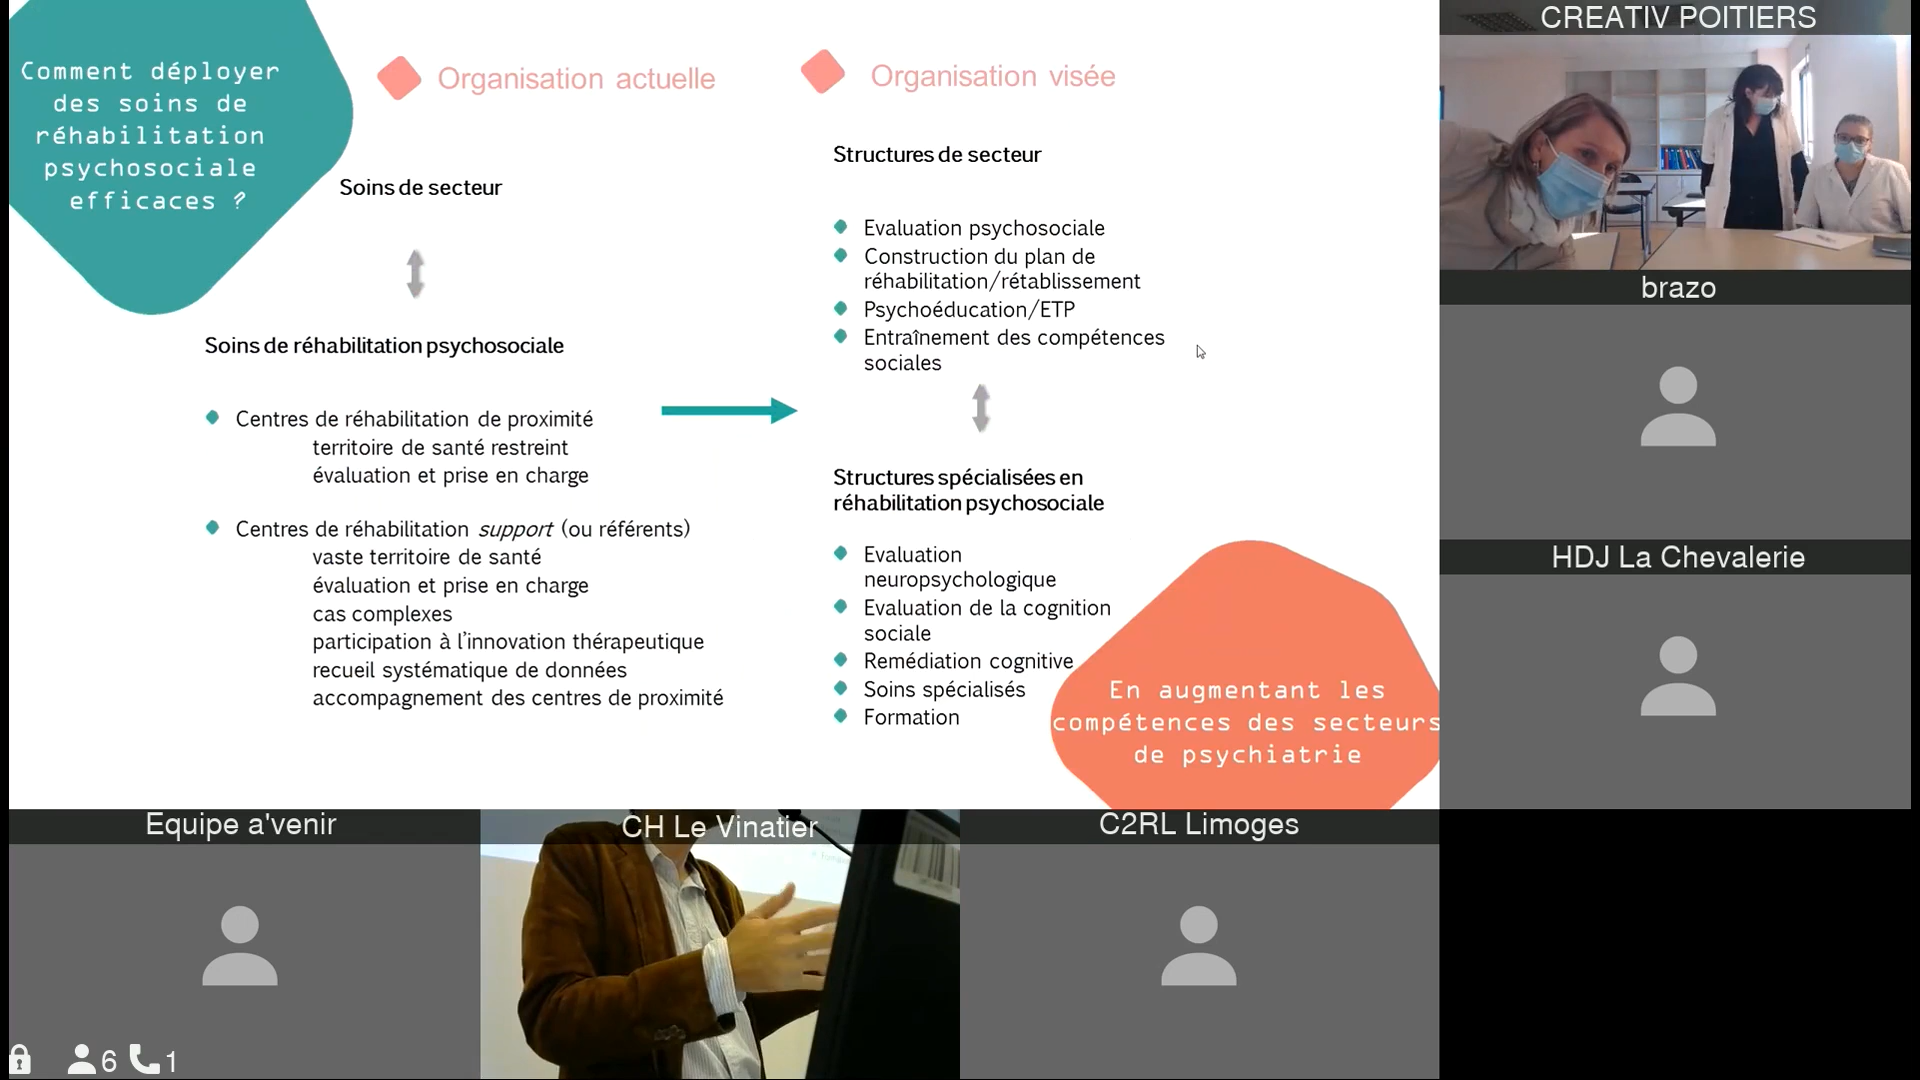 Comment déployer
des soins de
réhabilitation
psychosociale
efficaces ?
Organisation actuelle
Soins de secteur
Soins de réhabilitation psychosociale
Centres de réhabilitation de proximité
territoire de santé restreint
évaluation et prise en charge
Centres de réhabilitation support (ou référents)
vaste territoire de santé
évaluation et prise en charge
cas complexes
participation à l'innovation thérapeutique
recueil systématique de données
accompagnement des centres de proximité
Organisation visée
Structures de secteur
Evaluation psychosociale
Construction du plan de
réhabilitation/rétablissement
Psychoéducation/ETP
Entraînement des compétences
sociales
Structures spécialisées en
réhabilitation psychosociale
Evaluation
neuropsychologique
Evaluation de la cognition
sociale
Remédiation cognitive
Soins spécialisés
Formation
En augmentant les
compétences des secteurs
de psychiatrie
CREATIV POITIERS
brazo
HDJ La Chevalerie
Equipe a'venir
CH Le Vinatier
C2RL Limoges
6 1